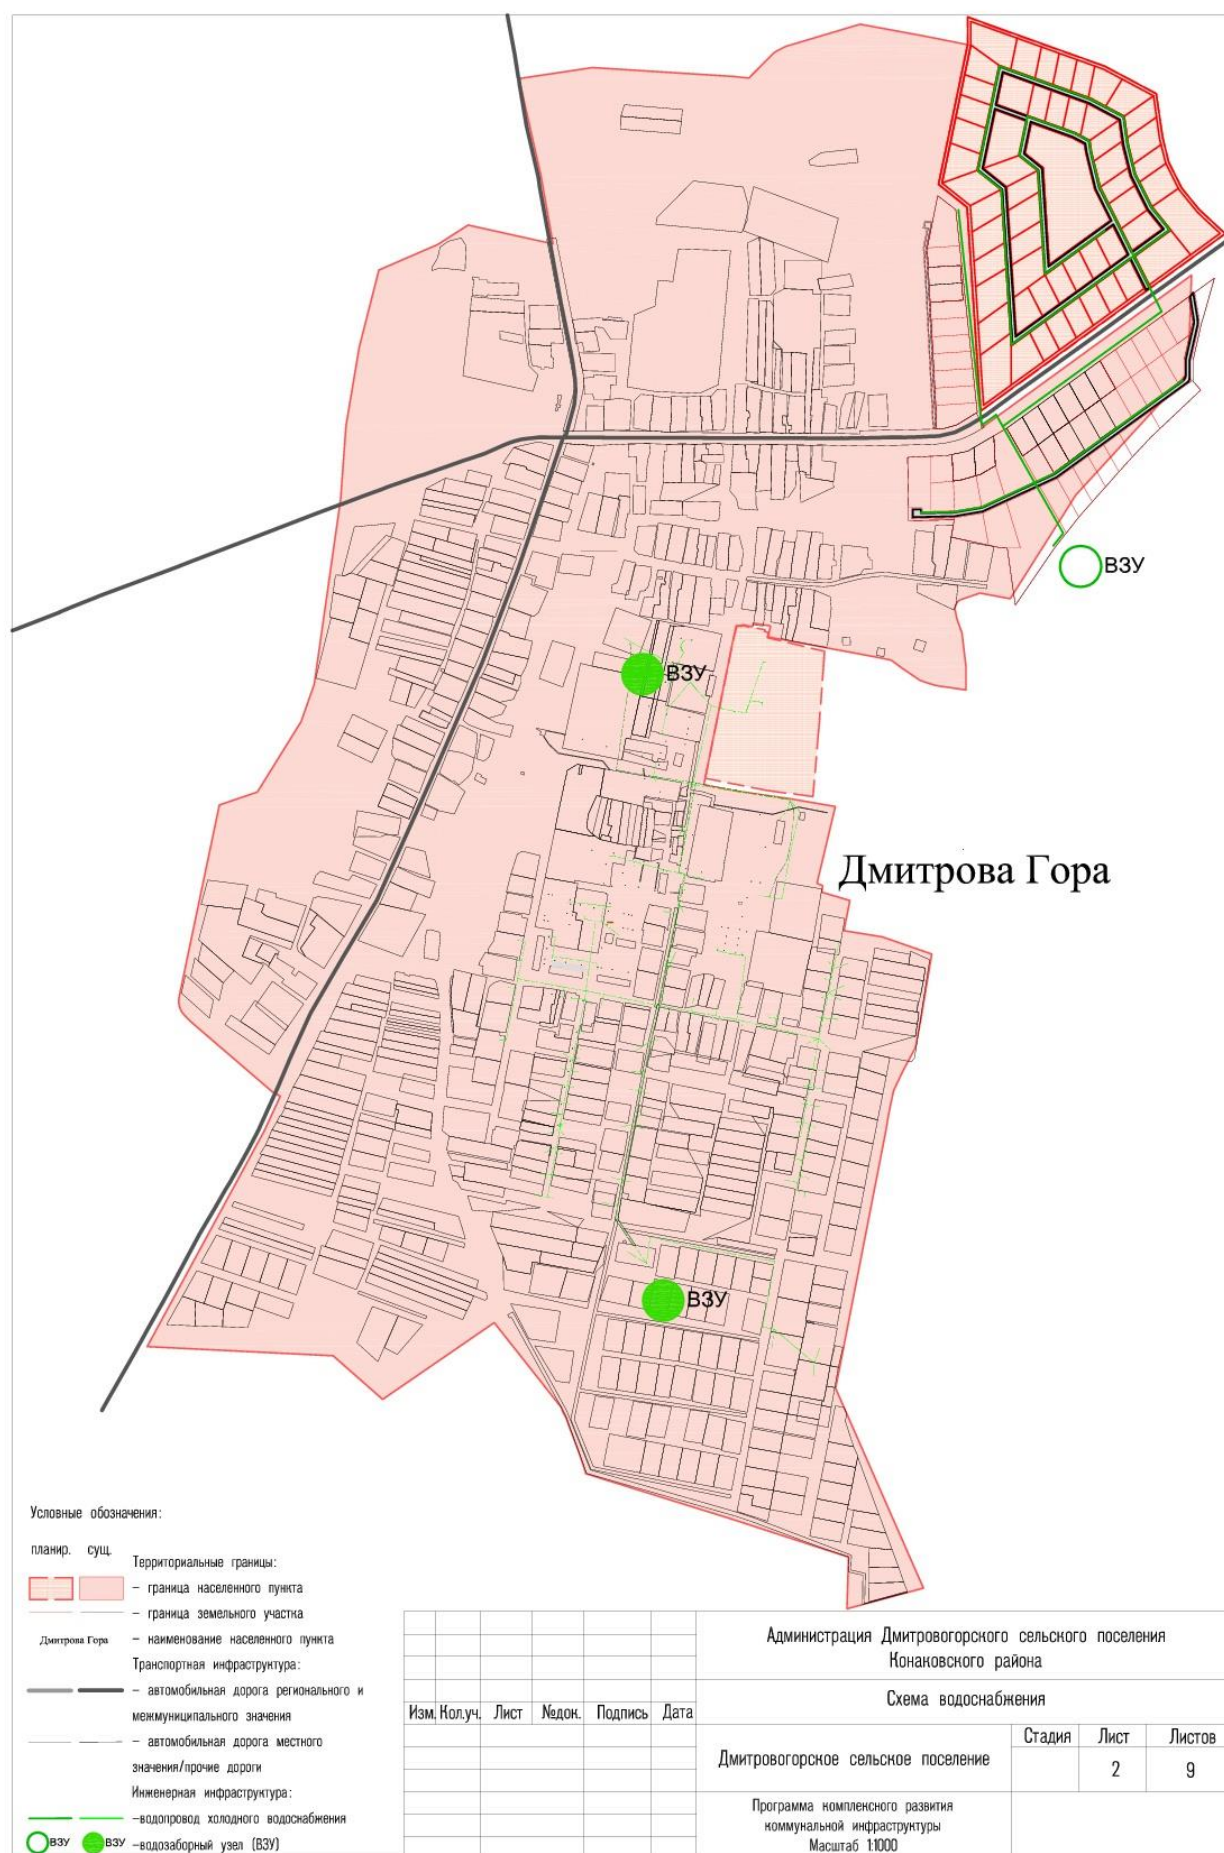 ВЗУ
ВЗУ
Дмитрова Гора
ВЗУ
Условные обозначения:
планир. сущ.
Территориальные границы:
– граница населенного пункта
– граница земельного участка
Дмитрова Гора – наименование населенного пункта
Транспортная инфраструктура:
– автомобильная дорога регионального и
межмуниципального значения
– автомобильная дорога местного
значения/прочие дороги
Инженерная инфраструктура:
–водопровод холодного водоснабжения
ВЗУ ВЗУ –водозаборный узел (ВЗУ)
Администрация Дмитровогорского сельского поселения
Конаковского района
Изм. Кол.уч. Лист №док. Подпись Дата
Схема водоснабжения
Дмитровогорское сельское поселение
Стадия Лист Листов
2 9
Программа комплексного развития
коммунальной инфраструктуры
Масштаб 1:1000